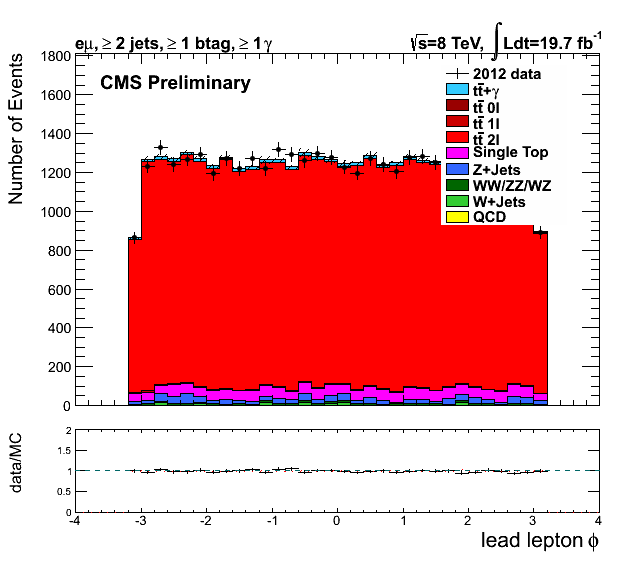 eμ, ≥ 2 jets, ≥ 1 btag, ≥ 1 γ
√s=8 TeV, ∫Ldt=19.7 fb⁻¹
CMS Preliminary
Number of Events
1800
1600
1400
1200
1000
800
600
400
200
0
2012 data
tt̄+γ
tt̄ 0l
tt̄ 1l
tt̄ 2l
Single Top
Z+Jets
WW/ZZ/WZ
W+Jets
QCD
data/MC
2
1.5
1
0.5
0
-4 -3 -2 -1 0 1 2 3 4
lead lepton ϕ